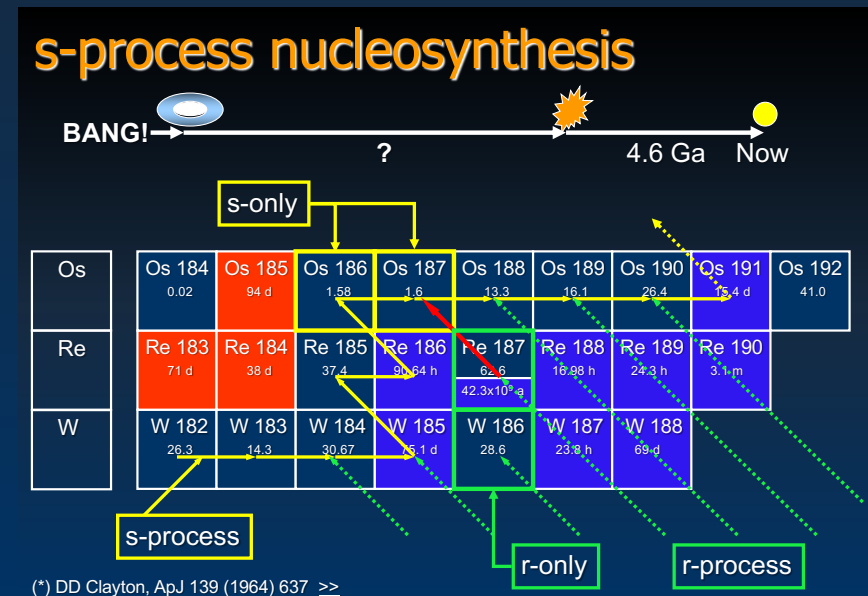 s-process nucleosynthesis
BANG!
?
4.6 Ga Now
s-only
Os Os 184 Os 185 Os 186 Os 187 Os 188 Os 189 Os 190 Os 191 Os 192
0.02 94 d 1.58 1.6 13.3 16.1 26.4 15.4 d 41.0
Re Re 183 Re 184 Re 185 Re 186 Re 187 Re 188 Re 189 Re 190
71 d 38 d 37.4 90.64 h 62.6 16.98 h 24.3 h 3.1 m
42.3x10⁹ a
W W 182 W 183 W 184 W 185 W 186 W 187 W 188
26.3 14.3 30.67 75.1 d 28.6 23.8 h 69 d
s-process
r-only
r-process
(*) DD Clayton, ApJ 139 (1964) 637 >>